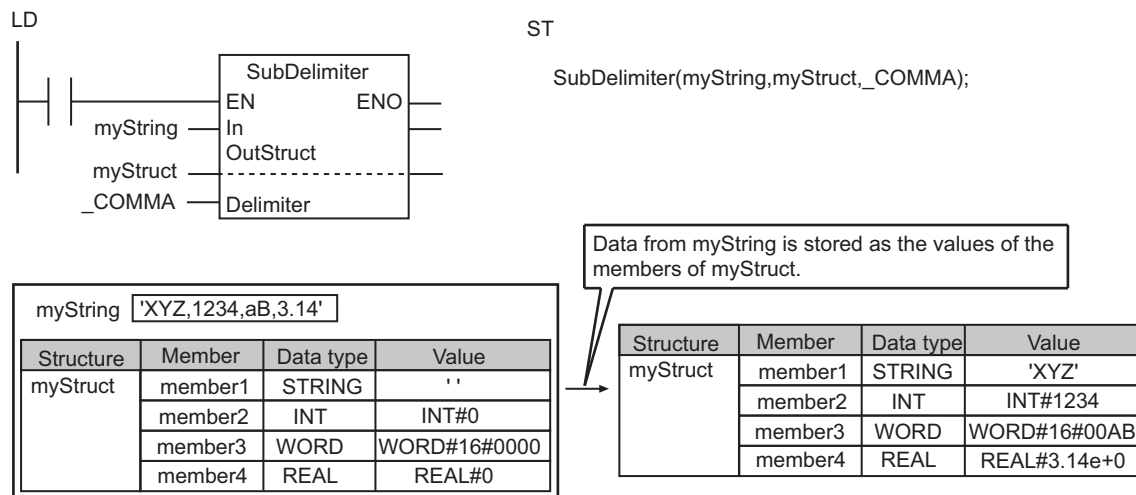 LD
ST
SubDelimiter
SubDelimiter(myString,myStruct,_COMMA);
EN ENO
myString In
OutStruct
myStruct
_COMMA Delimiter
Data from myString is stored as the values of the
members of myStruct.
myString 'XYZ,1234,aB,3.14'
Structure Member Data type Value
myStruct member1 STRING ' '
member2 INT INT#0
member3 WORD WORD#16#0000
member4 REAL REAL#0
Structure Member Data type Value
myStruct member1 STRING 'XYZ'
member2 INT INT#1234
member3 WORD WORD#16#00AB
member4 REAL REAL#3.14e+0